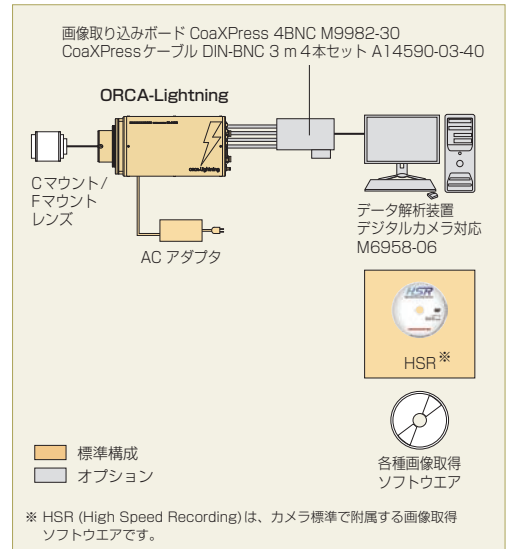 画像取り込みボード CoaXPress 4BNC M9982-30
CoaXPressケーブル DIN-BNC 3 m 4本セット A14590-03-40
ORCA-Lightning
Cマウント/
Fマウント
レンズ
AC アダプタ
データ解析装置
デジタルカメラ対応
M6958-06
HSR
HSR※
標準構成
オプション
各種画像取得
ソフトウエア
※ HSR (High Speed Recording)は、カメラ標準で附属する画像取得
ソフトウエアです。